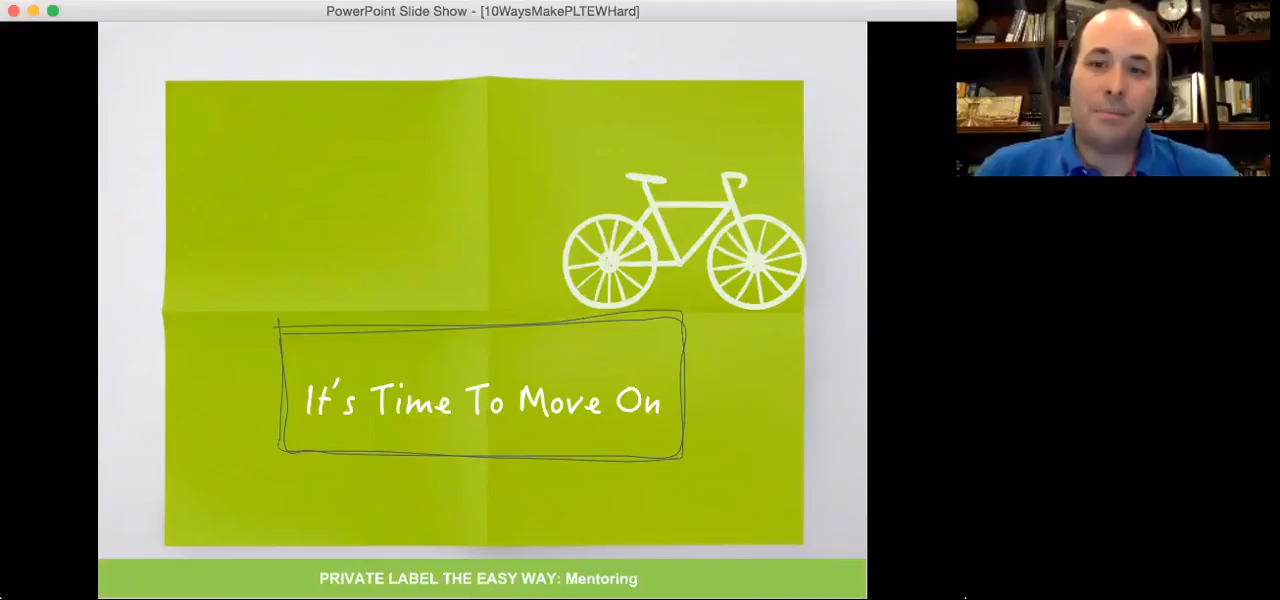 PowerPoint Slide Show - [10WaysMakePLTEWHard]
It's Time To Move On
PRIVATE LABEL THE EASY WAY: Mentoring